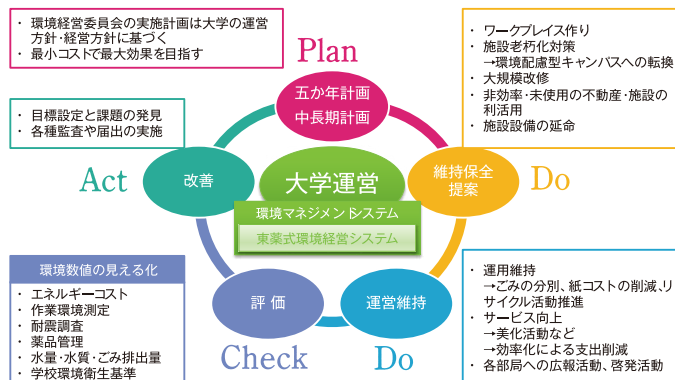 ・ 環境経営委員会の実施計画は大学の運営
方針・経営方針に基づく
・ 最小コストで最大効果を目指す
Plan
五か年計画
中長期計画
・ ワークプレイス作り
・ 施設老朽化対策
→環境配慮型キャンパスへの転換
・ 大規模改修
・ 非効率・未使用の不動産・施設の
利活用
・ 施設設備の延命
・ 目標設定と課題の発見
・ 各種監査や届出の実施
Act
改善
大学運営
環境マネジメントシステム
東薬式環境経営システム
維持保全
提案
Do
環境数値の見える化
・ エネルギーコスト
・ 作業環境測定
・ 耐震調査
・ 薬品管理
・ 水量・水質・ごみ排出量
・ 学校環境衛生基準
評 価
Check
運営維持
Do
・ 運用維持
→ごみの分別、紙コストの削減、リ
サイクル活動推進
・ サービス向上
→美化活動など
→効率化による支出削減
・ 各部局への広報活動、啓発活動